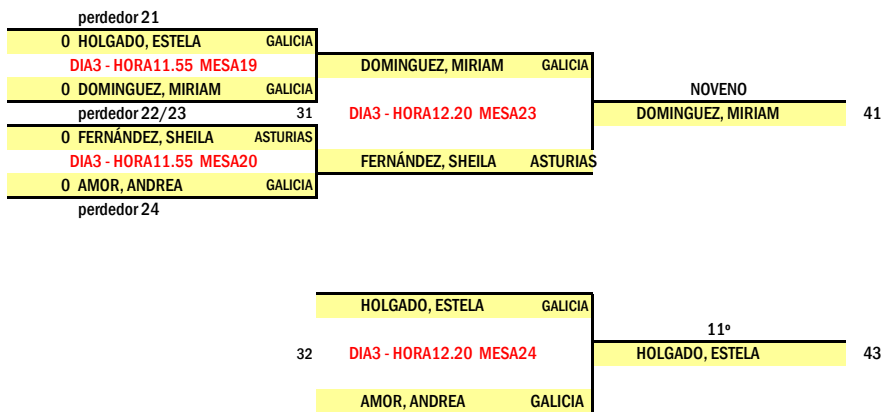 perdedor 21
0 HOLGADO, ESTELA GALICIA
DIA3 - HORA11.55 MESA19 DOMINGUEZ, MIRIAM GALICIA
0 DOMINGUEZ, MIRIAM GALICIA NOVENO
perdedor 22/23 31 DIA3 - HORA12.20 MESA23 DOMINGUEZ, MIRIAM 41
0 FERNÁNDEZ, SHEILA ASTURIAS
DIA3 - HORA11.55 MESA20 FERNÁNDEZ, SHEILA ASTURIAS
0 AMOR, ANDREA GALICIA
perdedor 24
HOLGADO, ESTELA GALICIA
11º
32 DIA3 - HORA12.20 MESA24 HOLGADO, ESTELA 43
AMOR, ANDREA GALICIA